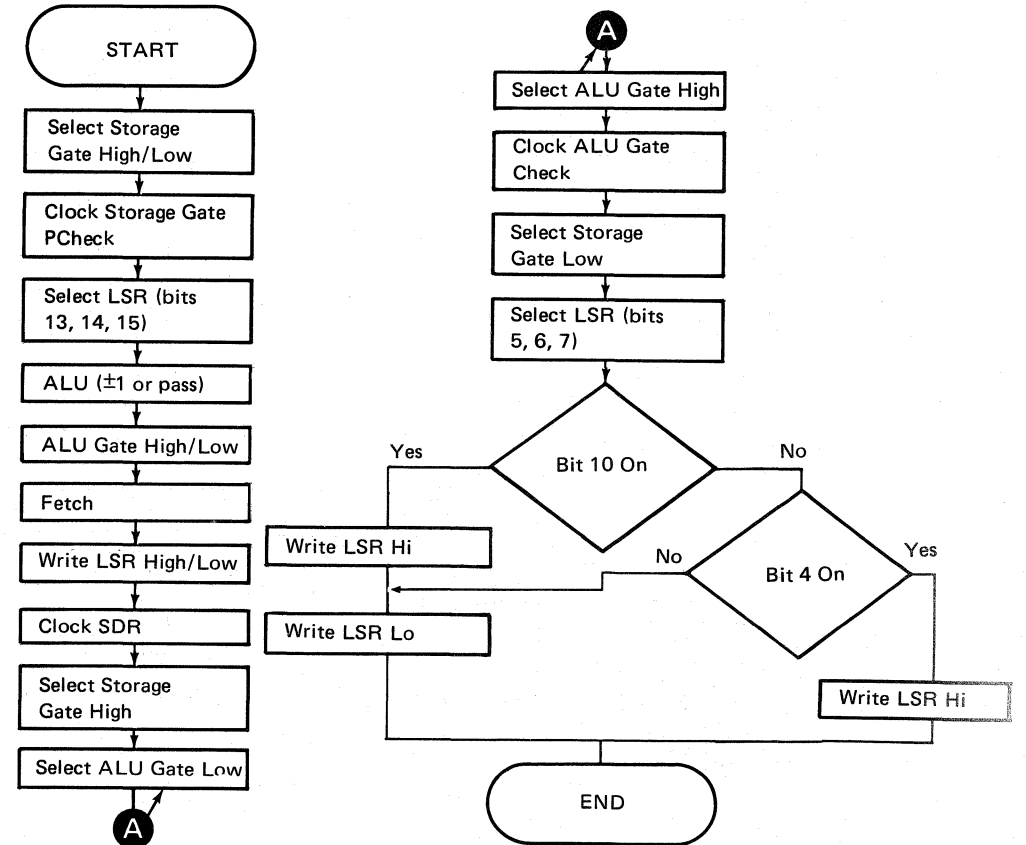 START
Select Storage
Gate High/Low
Clock Storage Gate
PCheck
Select LSR (bits
13, 14, 15)
ALU (±1 or pass)
ALU Gate High/Low
Fetch
Write LSR High/Low
Clock SDR
Select Storage
Gate High
Select ALU Gate Low
A
A
Select ALU Gate High
Clock ALU Gate
Check
Select Storage
Gate Low
Select LSR (bits
5, 6, 7)
Bit 10 On
Yes
No
Write LSR Hi
Bit 4 On
No
Yes
Write LSR Lo
Write LSR Hi
END